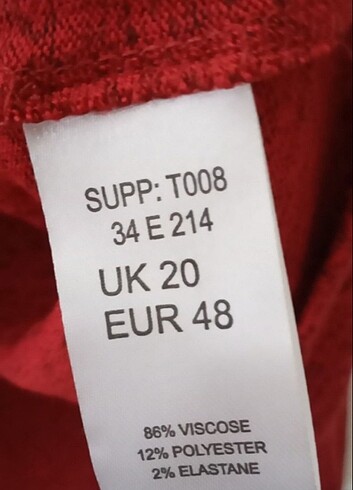 SUPP: T008
34 E 214
UK 20
EUR 48
86% VISCOSE
12% POLYESTER
2% ELASTANE